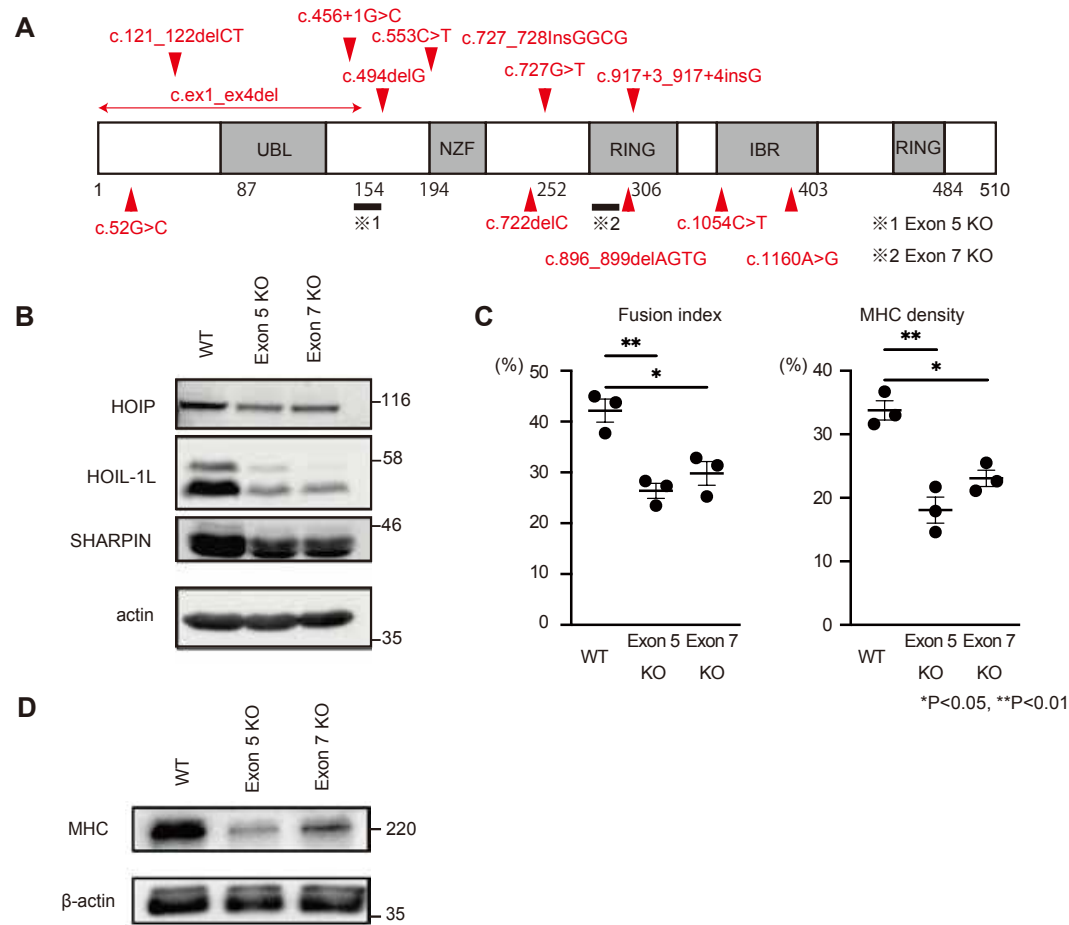 A
c.121_122delCT
c.456+1G>C
c.553C>T
c.727_728InsGGCG
c.494delG
c.727G>T
c.917+3_917+4insG
c.ex1_ex4del
UBL
NZF
RING
IBR
RING
1
87
154
194
252
306
403
484
510
※1
※2
c.52G>C
c.722delC
c.1054C>T
※1 Exon 5 KO
c.896_899delAGTG
c.1160A>G
※2 Exon 7 KO
B
WT
Exon 5 KO
Exon 7 KO
HOIP
116
HOIL-1L
58
SHARPIN
46
actin
35
C
Fusion index
(%)
**
*
50
40
30
20
10
0
WT
Exon 5
KO
Exon 7
KO
MHC density
(%)
**
*
40
30
20
10
0
WT
Exon 5
KO
Exon 7
KO
*P<0.05, **P<0.01
D
WT
Exon 5 KO
Exon 7 KO
MHC
220
β-actin
35